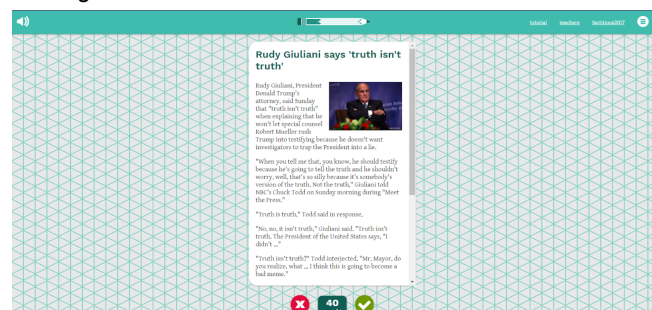 tutorial teachers factitious2017
Rudy Giuliani says 'truth isn't
truth'
Rudy Giuliani, President
Donald Trump's
attorney, said Sunday
that "truth isn't truth"
when explaining that he
won't let special counsel
Robert Mueller rush
Trump into testifying because he doesn't want
investigators to trap the President into a lie.
"When you tell me that, you know, he should testify
because he's going to tell the truth and he shouldn't
worry, well, that's so silly because it's somebody's
version of the truth. Not the truth," Giuliani told
NBC's Chuck Todd on Sunday morning during "Meet
the Press."
"Truth is truth," Todd said in response.
"No, no, it isn't truth," Giuliani said. "Truth isn't
truth. The President of the United States says, "I
didn't ..."
"Truth isn't truth?" Todd interjected. "Mr. Mayor, do
you realize, what ... I think this is going to become a
bad meme."
40